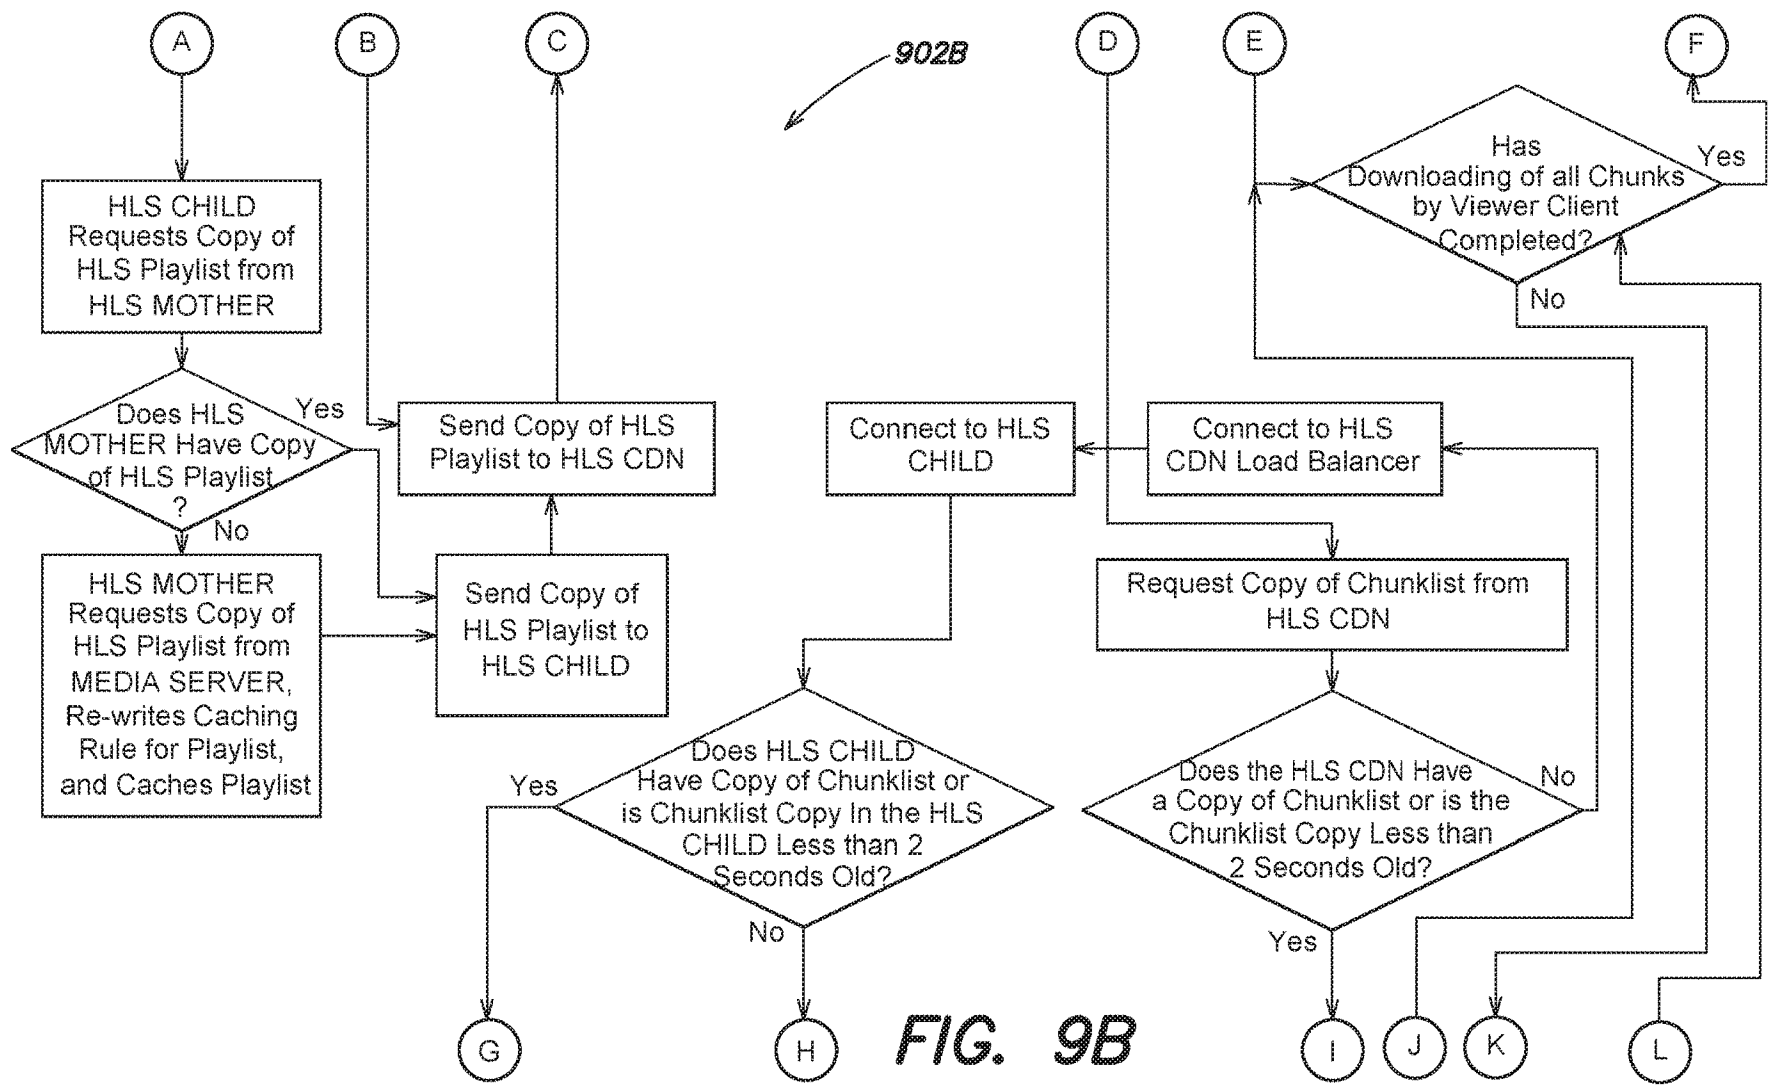 A
B
C
902B
D
E
F
Has
Downloading of all Chunks
by Viewer Client
Completed?
Yes
No
HLS CHILD
Requests Copy of
HLS Playlist from
HLS MOTHER
Does HLS
MOTHER Have Copy
of HLS Playlist
?
Yes
No
Send Copy of HLS
Playlist to HLS CDN
Connect to HLS
CHILD
Connect to HLS
CDN Load Balancer
HLS MOTHER
Requests Copy of
HLS Playlist from
MEDIA SERVER,
Re-writes Caching
Rule for Playlist,
and Caches Playlist
Send Copy of
HLS Playlist to
HLS CHILD
Request Copy of Chunklist from
HLS CDN
Does HLS CHILD
Have Copy of Chunklist or
is Chunklist Copy In the HLS
CHILD Less than 2
Seconds Old?
Yes
No
Does the HLS CDN Have
a Copy of Chunklist or is the
Chunklist Copy Less than
2 Seconds Old?
No
Yes
G
H
FIG. 9B
I
J
K
L